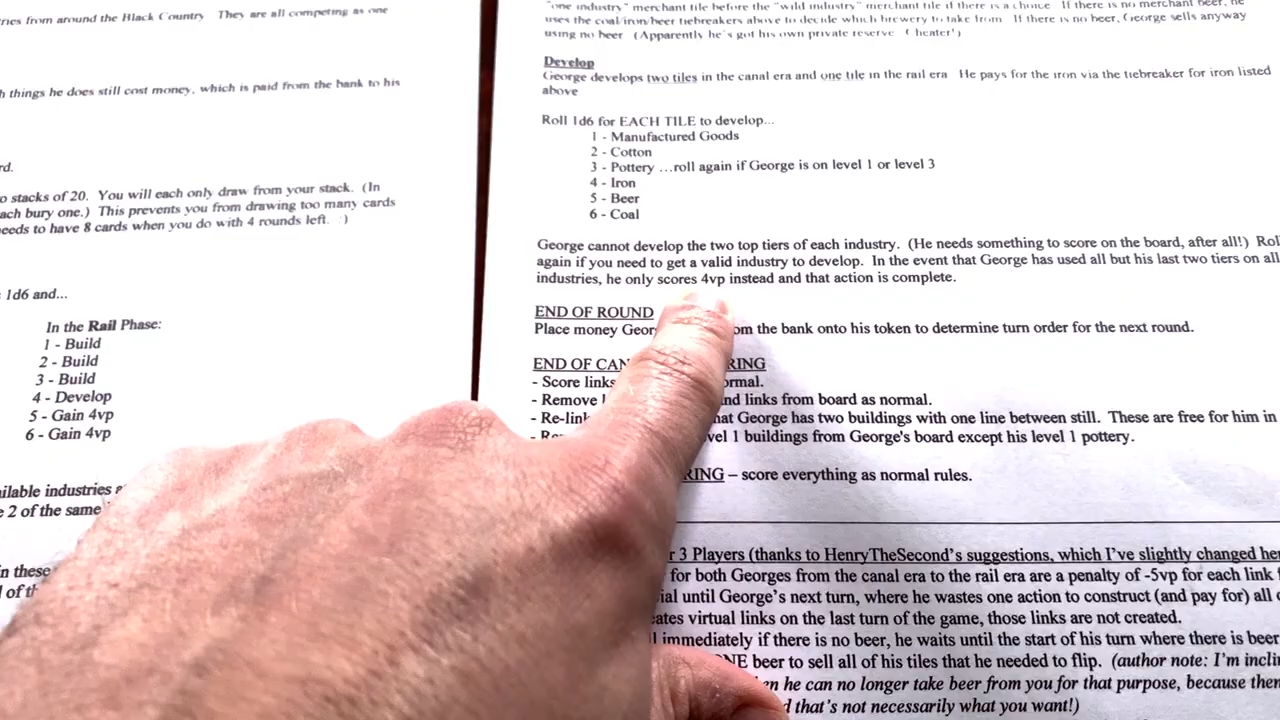 ries from around the Black Country They are all competing as one
h things he does still cost money, which is paid from the bank to his
rd.
o stacks of 20. You will each only draw from your stack. (In
ach bury one.) This prevents you from drawing too many cards
eeds to have 8 cards when you do with 4 rounds left. :)
1d6 and...
In the Rail Phase:
1 - Build
2 - Build
3 - Build
4 - Develop
5 - Gain 4vp
6 - Gain 4vp
ilable industries
e 2 of the same
in these
"one industry" merchant tile before the "wild industry" merchant tile if there is a choice If there is no merchant beer, he
uses the coal/iron/beer tiebreakers above to decide which brewery to take from If there is no beer, George sells anyway
using no beer (Apparently he's got his own private reserve Cheater!)
Develop
George develops two tiles in the canal era and one tile in the rail era He pays for the iron via the tiebreaker for iron listed
above
Roll 1d6 for EACH TILE to develop...
1 - Manufactured Goods
2 - Cotton
3 - Pottery ...roll again if George is on level 1 or level 3
4 - Iron
5 - Beer
6 - Coal
George cannot develop the two top tiers of each industry. (He needs something to score on the board, after all!) Rol
again if you need to get a valid industry to develop. In the event that George has used all but his last two tiers on all
industries, he only scores 4vp instead and that action is complete.
END OF ROUND
Place money Geor om the bank onto his token to determine turn order for the next round.
END OF CAN RING
- Score links rmal.
- Remove nd links from board as normal.
- Re-lin hat George has two buildings with one line between still. These are free for him in
vel 1 buildings from George's board except his level 1 pottery.
RING – score everything as normal rules.
r 3 Players (thanks to HenryTheSecond's suggestions, which I've slightly changed her
for both Georges from the canal era to the rail era are a penalty of -5vp for each link
ial until George's next turn, where he wastes one action to construct (and pay for) all
eates virtual links on the last turn of the game, those links are not created.
l immediately if there is no beer, he waits until the start of his turn where there is beer
ONE beer to sell all of his tiles that he needed to flip. (author note: I'm incli
en he can no longer take beer from you for that purpose, because then
d that's not necessarily what you want!)